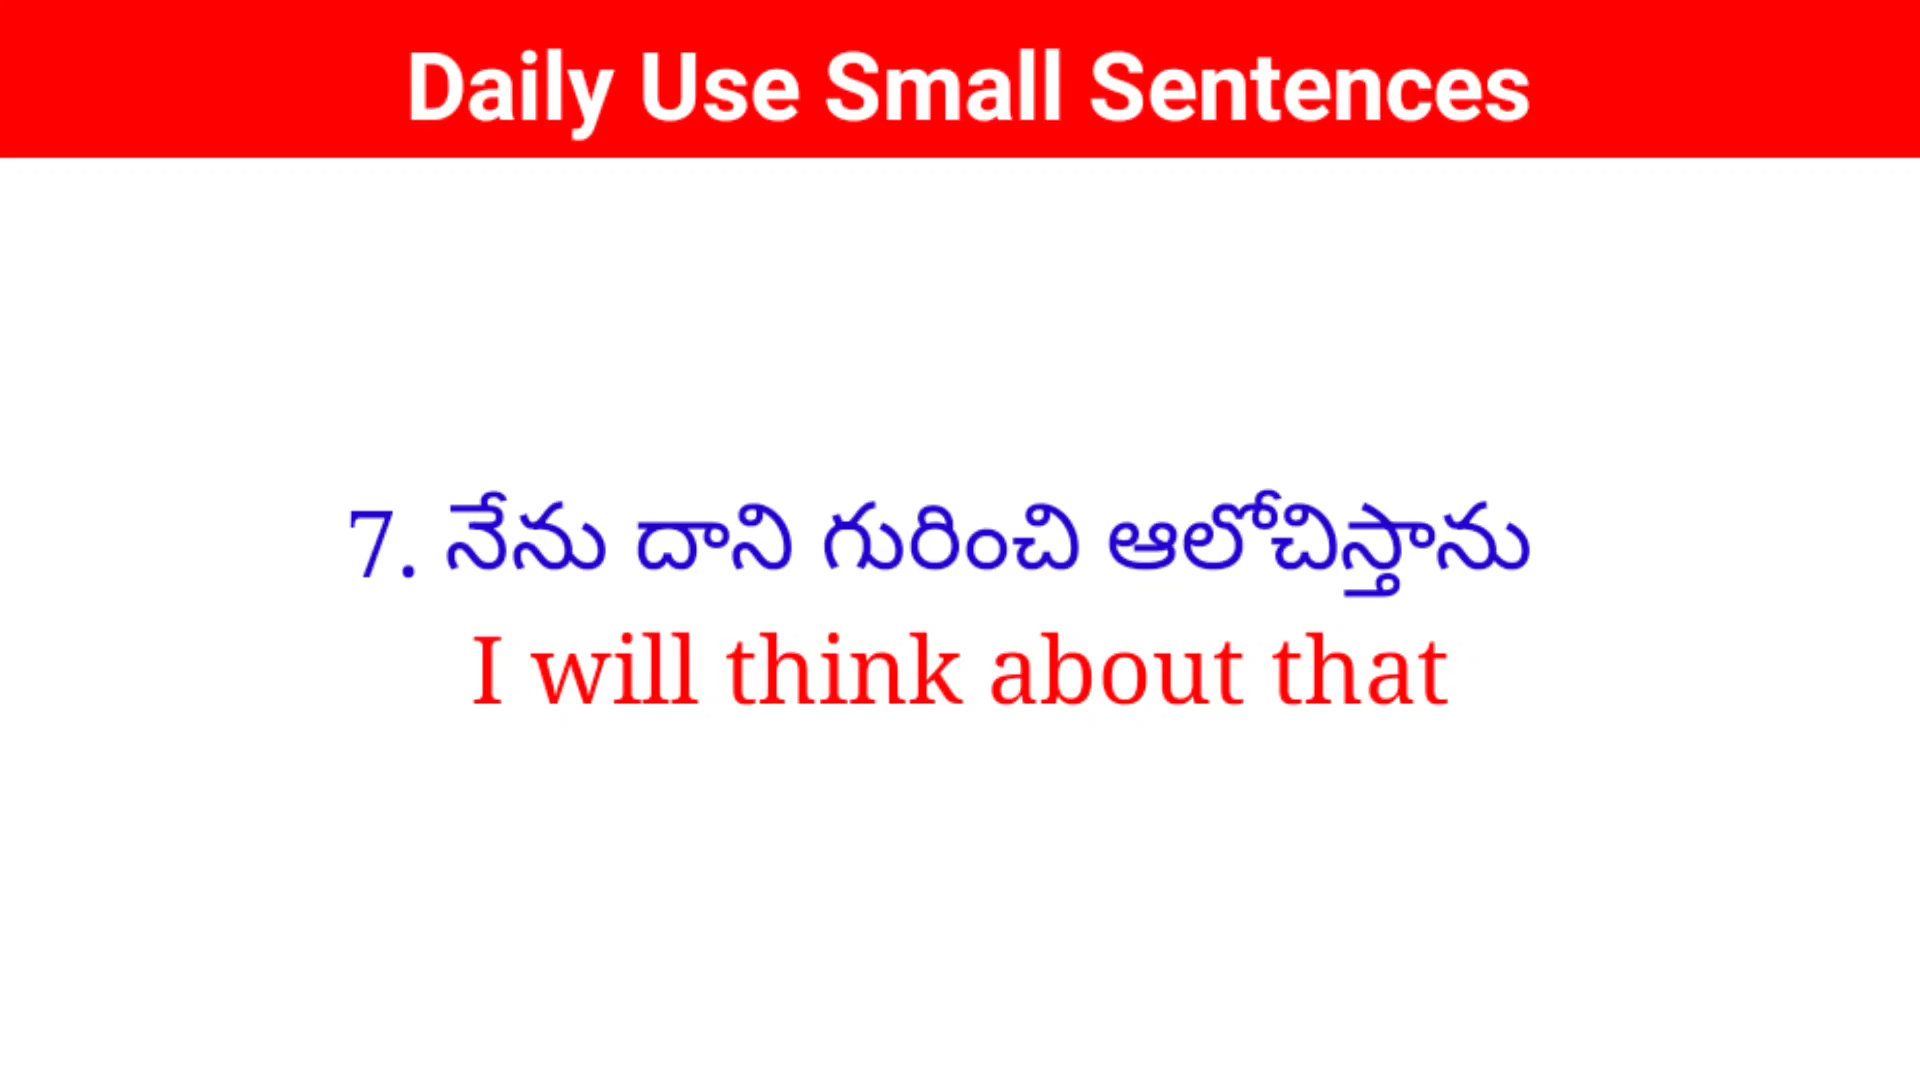 Daily Use Small Sentences
7. నేను దాని గురించి ఆలోచిస్తాను
I will think about that